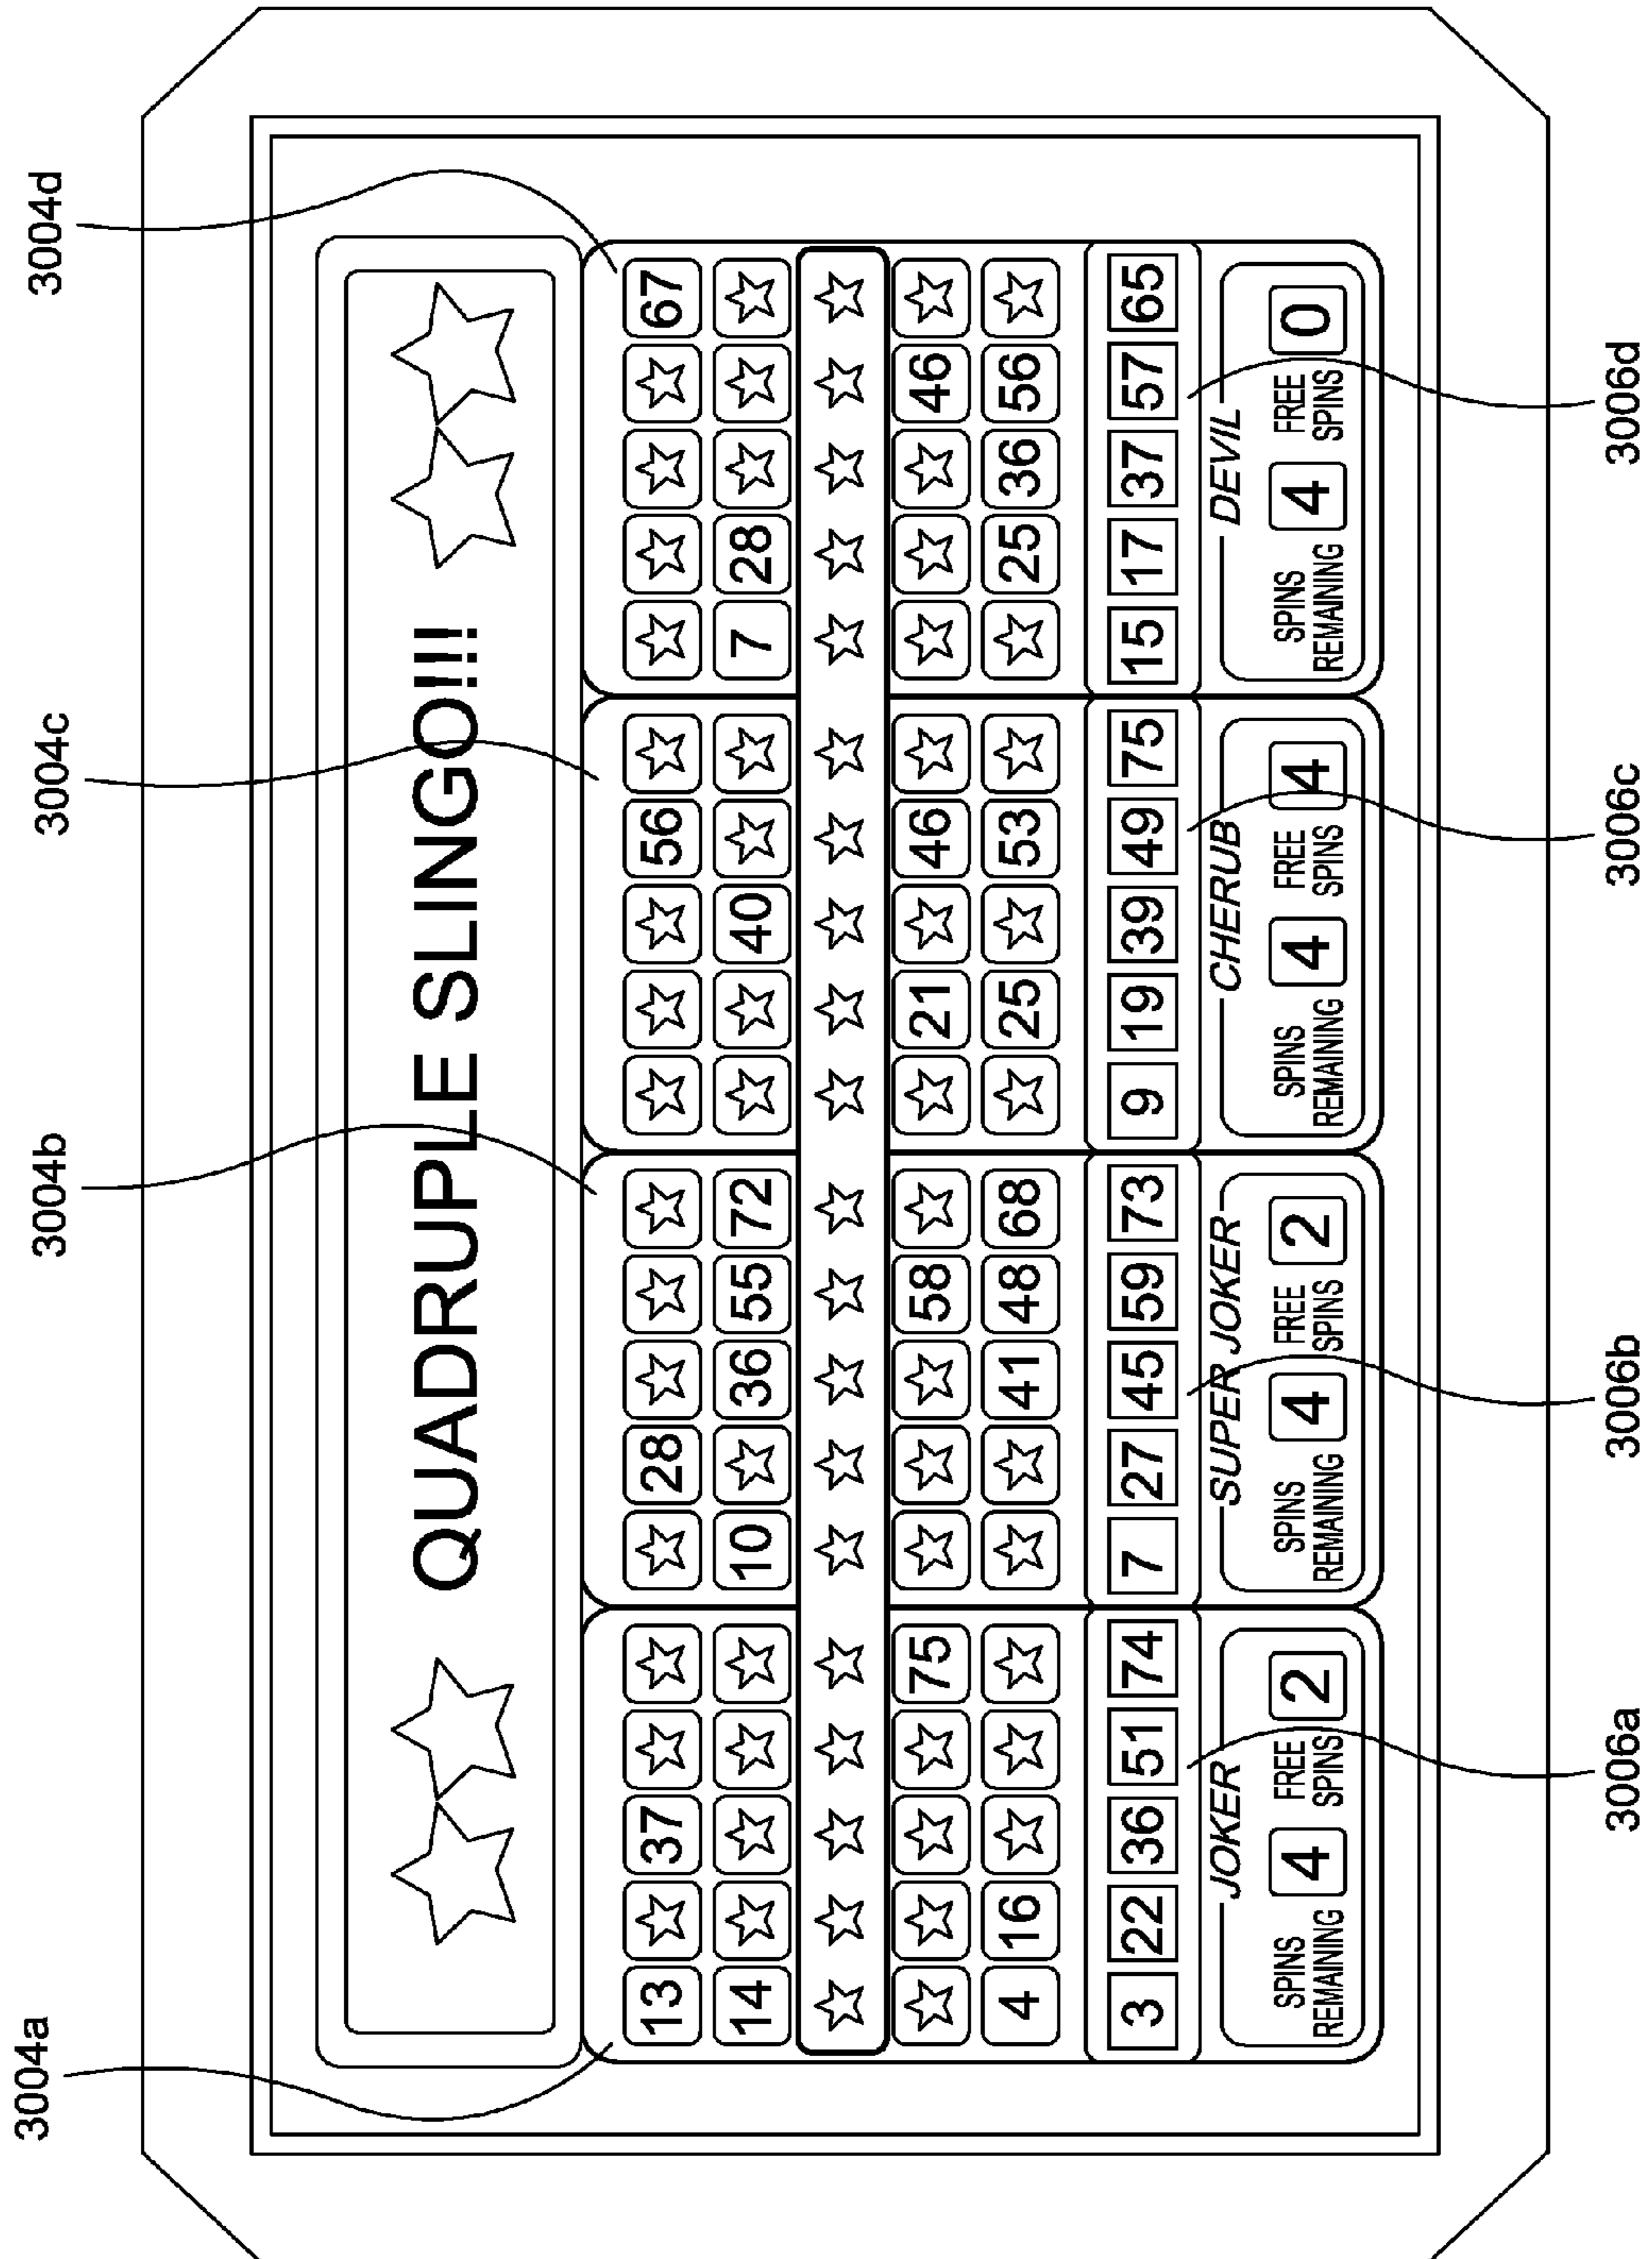 3004a 3004b 3004c 3004d
QUADRUPLE SLINGO!!!
13 37 28 56 67
14 10 36 55 72 40 7 28
75 58 21 46 46
4 16 41 48 68 25 53 25 36 56
3 22 36 51 74 7 27 45 59 73 9 19 39 49 75 15 17 37 57 65
JOKER SUPER JOKER CHERUB DEVIL
SPINS FREE SPINS FREE SPINS FREE SPINS FREE
REMAINING 4 SPINS 2 REMAINING 4 SPINS 2 REMAINING 4 SPINS 4 REMAINING 4 SPINS 0
3006a 3006b 3006c 3006d